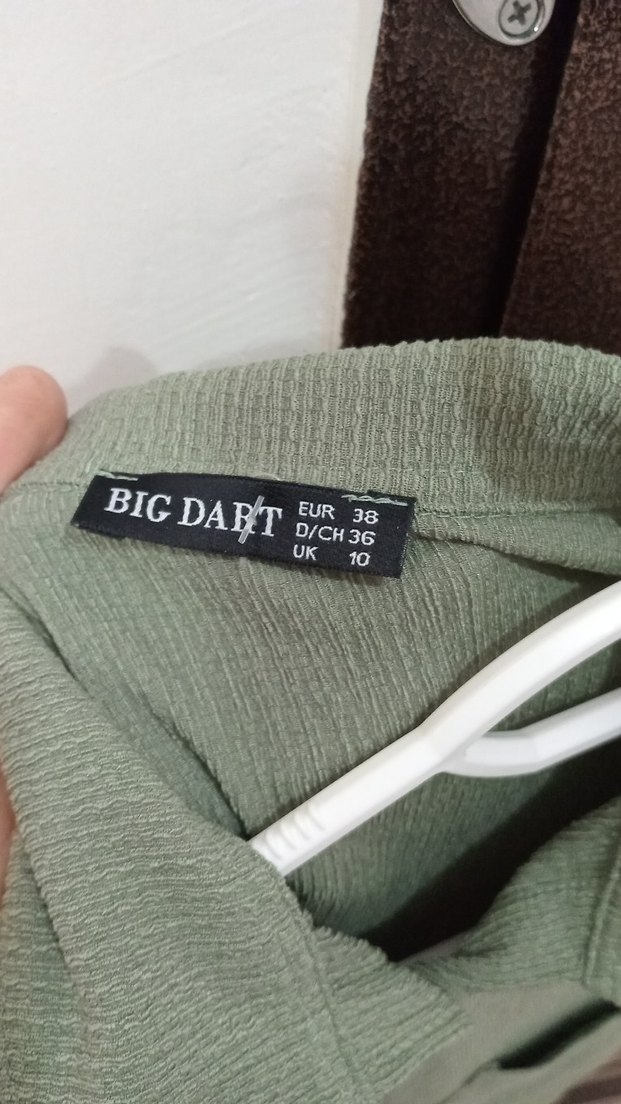 BIG DART
EUR 38
D/CH 36
UK 10